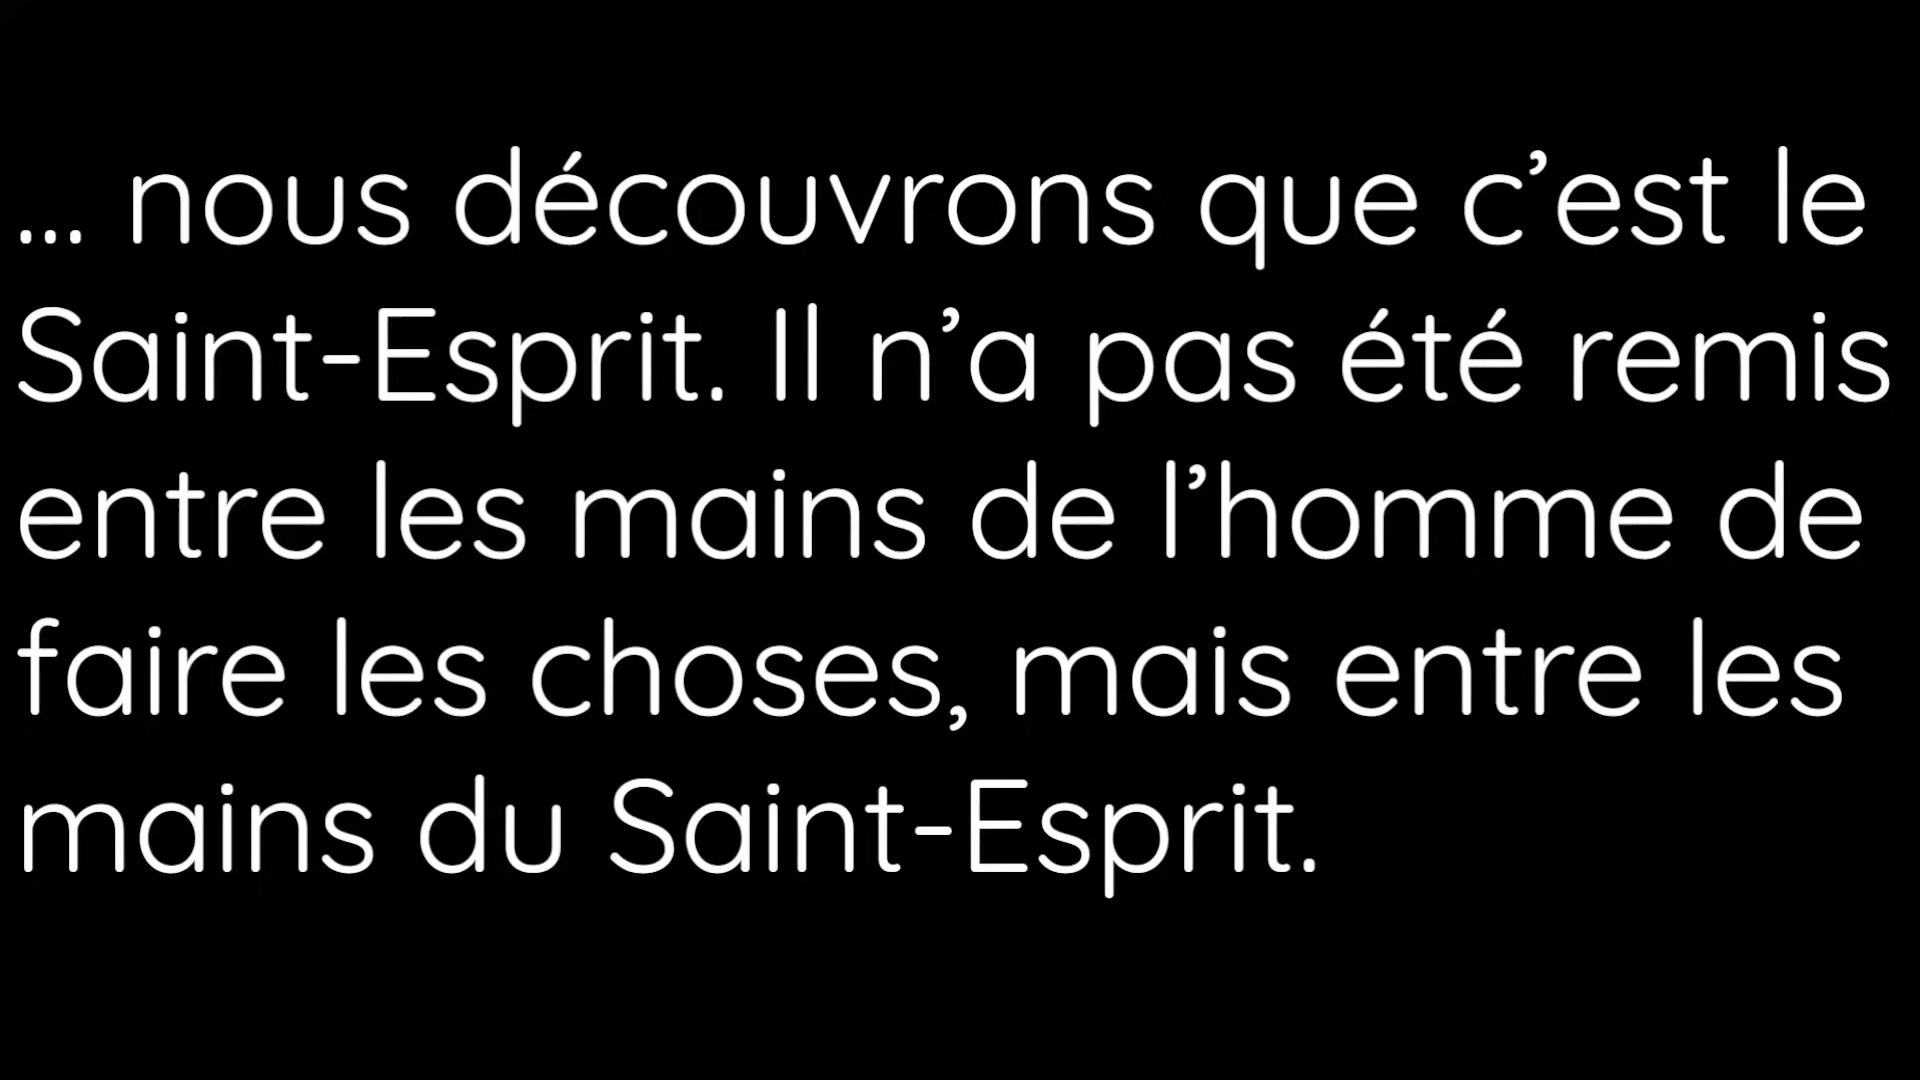 ... nous découvrons que c’est le
Saint-Esprit. Il n’a pas été remis
entre les mains de l’homme de
faire les choses, mais entre les
mains du Saint-Esprit.